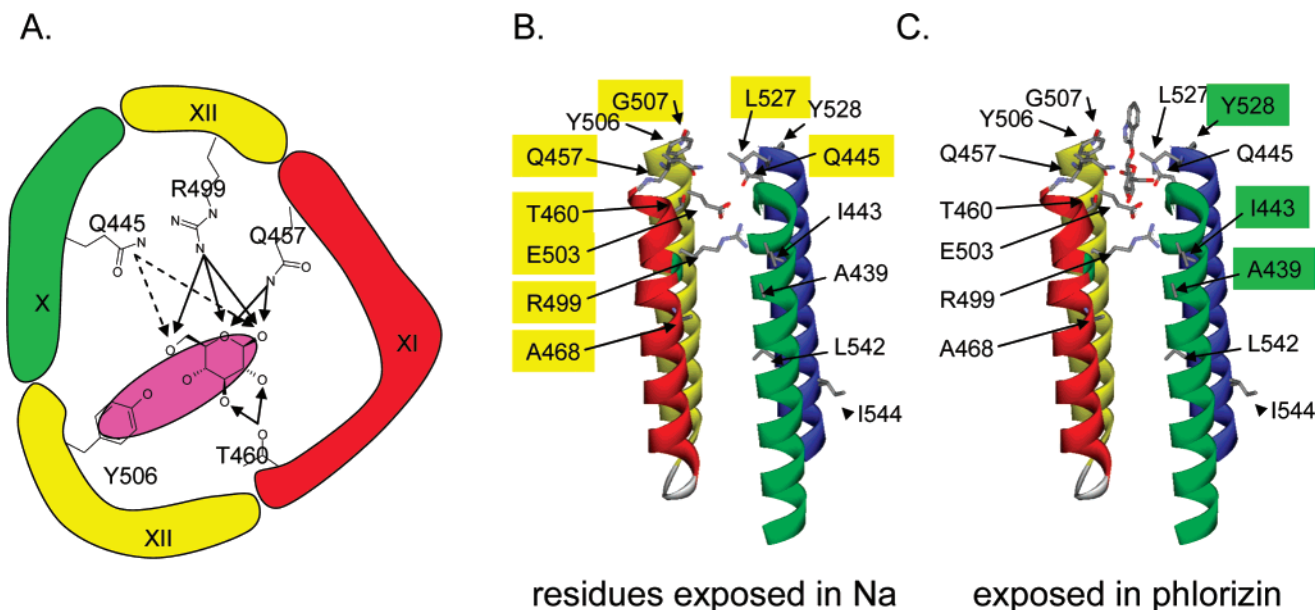 A.
XII
R499
Q445
Q457
N
N
N
N
N
O
O
X
XI
O
O
O
O
O
O
O
O
Y506
T460
XII
B.
G507
L527
Y506
Y528
Q457
Q445
T460
I443
E503
A439
R499
A468
L542
I544
residues exposed in Na
C.
G507
L527
Y528
Y506
Q457
Q445
T460
I443
E503
A439
R499
A468
L542
I544
exposed in phlorizin